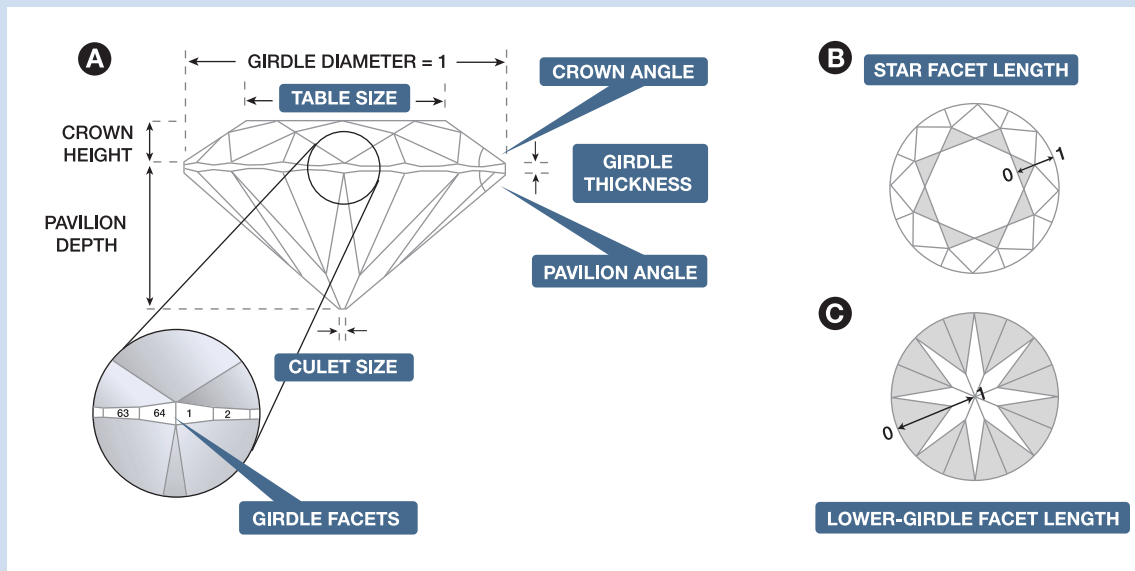 A
GIRDLE DIAMETER = 1
TABLE SIZE
CROWN ANGLE
CROWN
HEIGHT
GIRDLE
THICKNESS
PAVILION
DEPTH
PAVILION ANGLE
CULET SIZE
63 64 1 2
GIRDLE FACETS
B
STAR FACET LENGTH
0 1
C
0 1
LOWER-GIRDLE FACET LENGTH